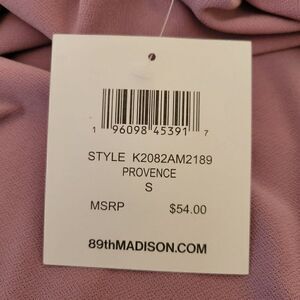 1 96098 45391 7
STYLE K2082AM2189
PROVENCE
S
MSRP $54.00
89thMADISON.COM